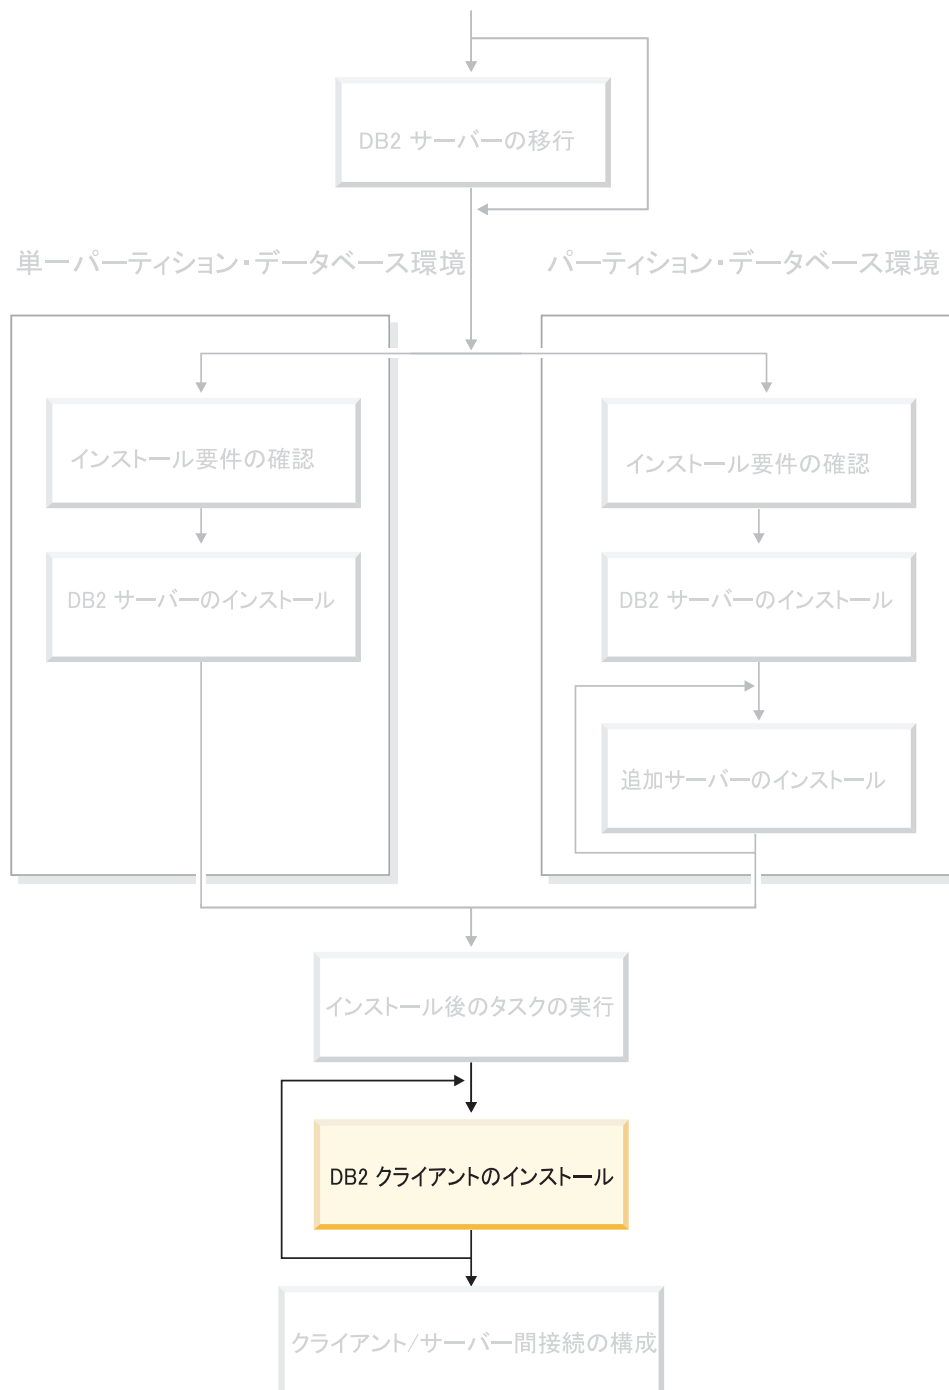 DB2 サーバーの移行
単一パーティション・データベース環境
パーティション・データベース環境
インストール要件の確認
DB2 サーバーのインストール
インストール要件の確認
DB2 サーバーのインストール
追加サーバーのインストール
インストール後のタスクの実行
DB2 クライアントのインストール
クライアント/サーバー間接続の構成